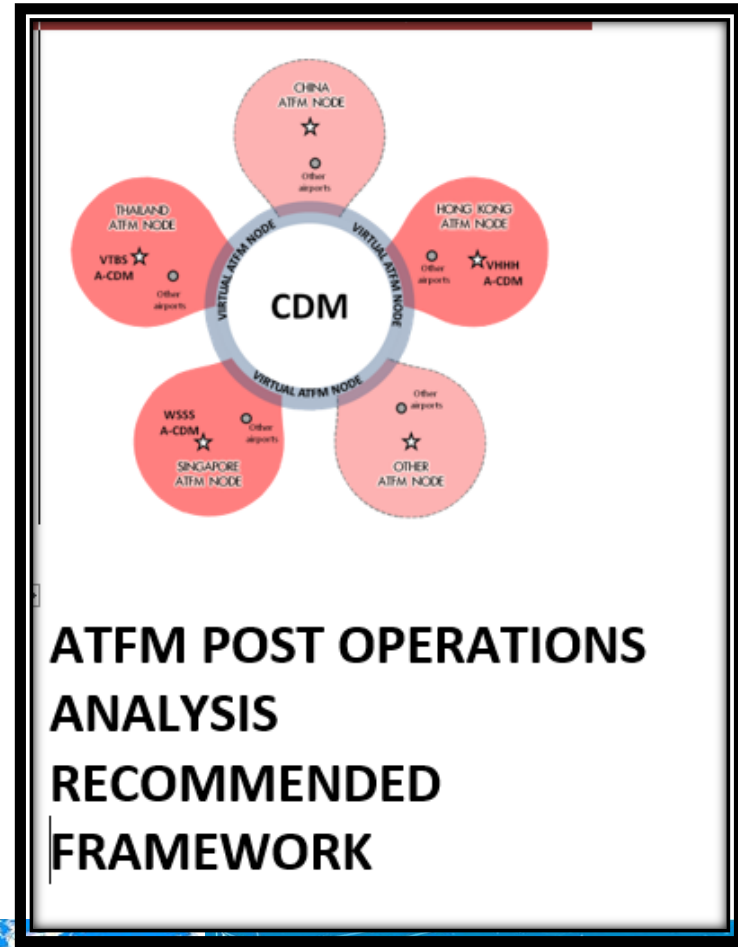 CHINA
ATFM NODE
Other
airports
THAILAND
ATFM NODE
VTBS
A-CDM
Other
airports
HONG KONG
ATFM NODE
Other
airports
VHHH
A-CDM
VIRTUAL ATFM NODE
VIRTUAL ATFM NODE
CDM
VIRTUAL ATFM NODE
WSSS
A-CDM
Other
airports
SINGAPORE
ATFM NODE
Other
airports
OTHER
ATFM NODE
ATFM POST OPERATIONS
ANALYSIS
RECOMMENDED
FRAMEWORK